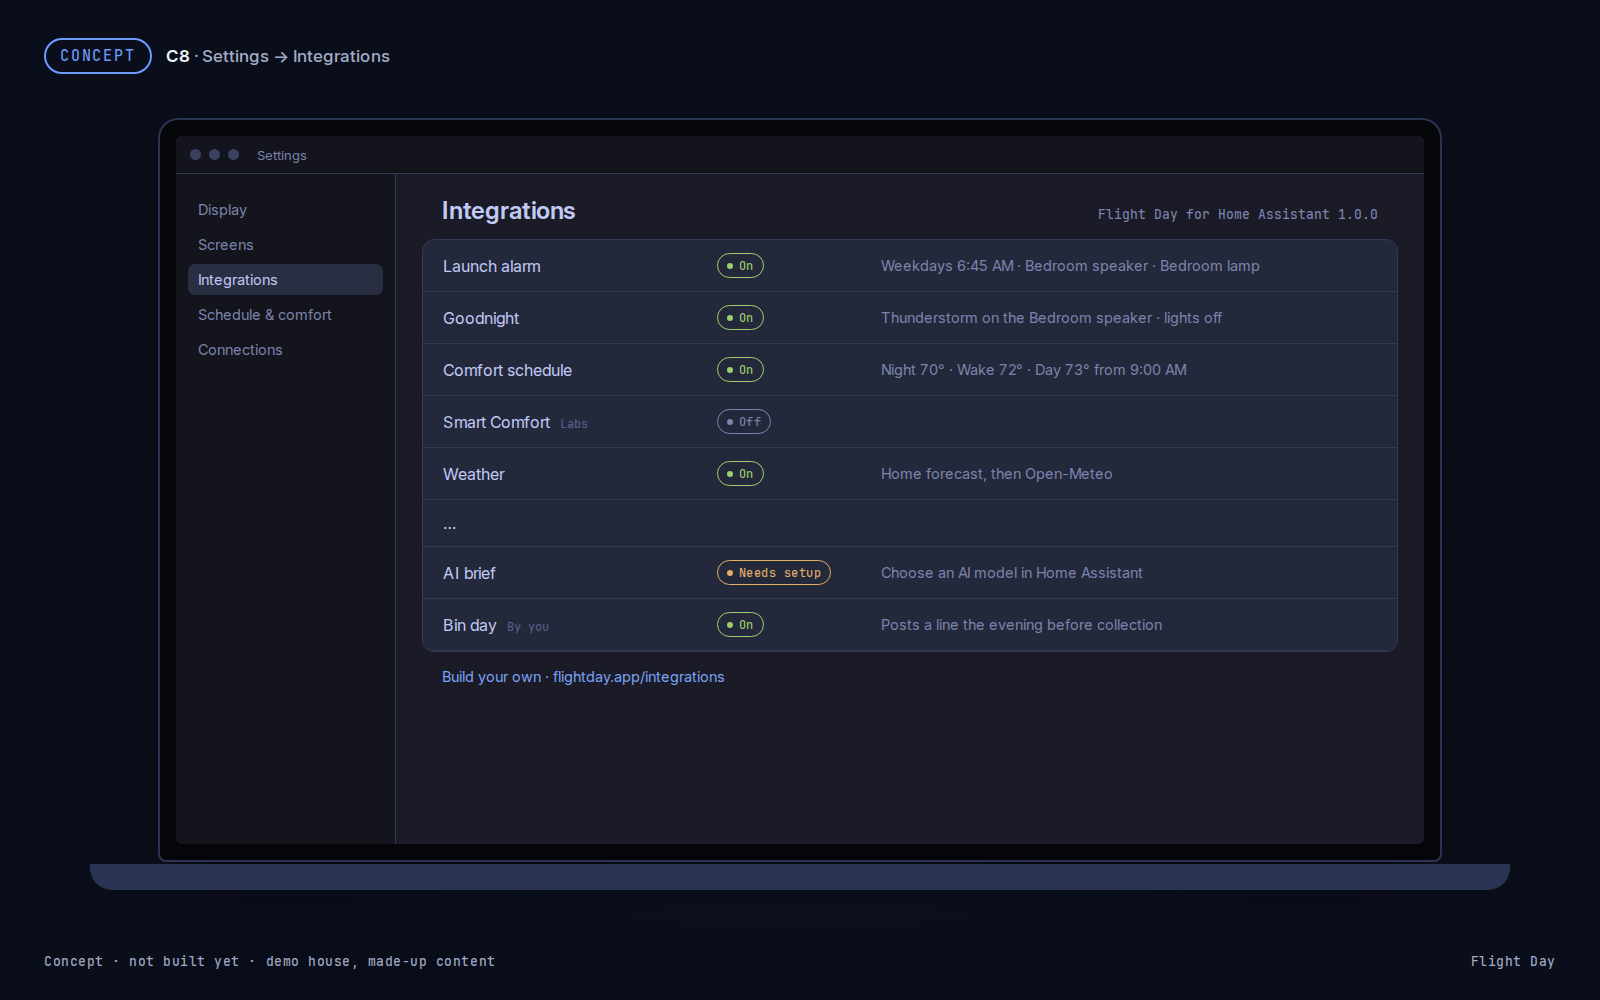 CONCEPT C8 · Settings → Integrations
Settings
Display
Screens
Integrations
Schedule & comfort
Connections
Integrations Flight Day for Home Assistant 1.0.0
Launch alarm On Weekdays 6:45 AM · Bedroom speaker · Bedroom lamp
Goodnight On Thunderstorm on the Bedroom speaker · lights off
Comfort schedule On Night 70° · Wake 72° · Day 73° from 9:00 AM
Smart Comfort Labs Off
Weather On Home forecast, then Open-Meteo
...
AI brief Needs setup Choose an AI model in Home Assistant
Bin day By you On Posts a line the evening before collection
Build your own · flightday.app/integrations
Concept · not built yet · demo house, made-up content Flight Day